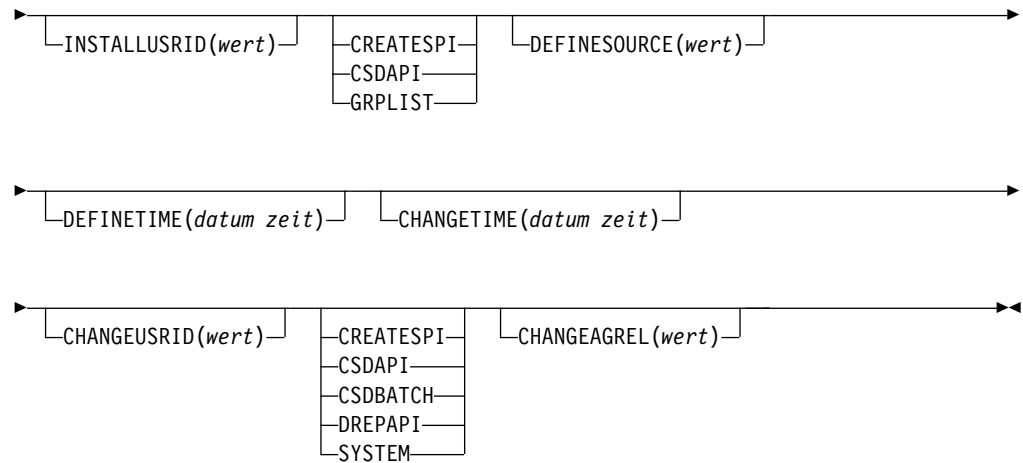 INSTALLUSRID(wert) CREATESPI DEFINESOURCE(wert)
CSDAPI
GRPLIST
DEFINETIME(datum zeit) CHANGETIME(datum zeit)
CHANGEUSRID(wert) CREATESPI CHANGEAGREL(wert)
CSDAPI
CSDBATCH
DREPAPI
SYSTEM